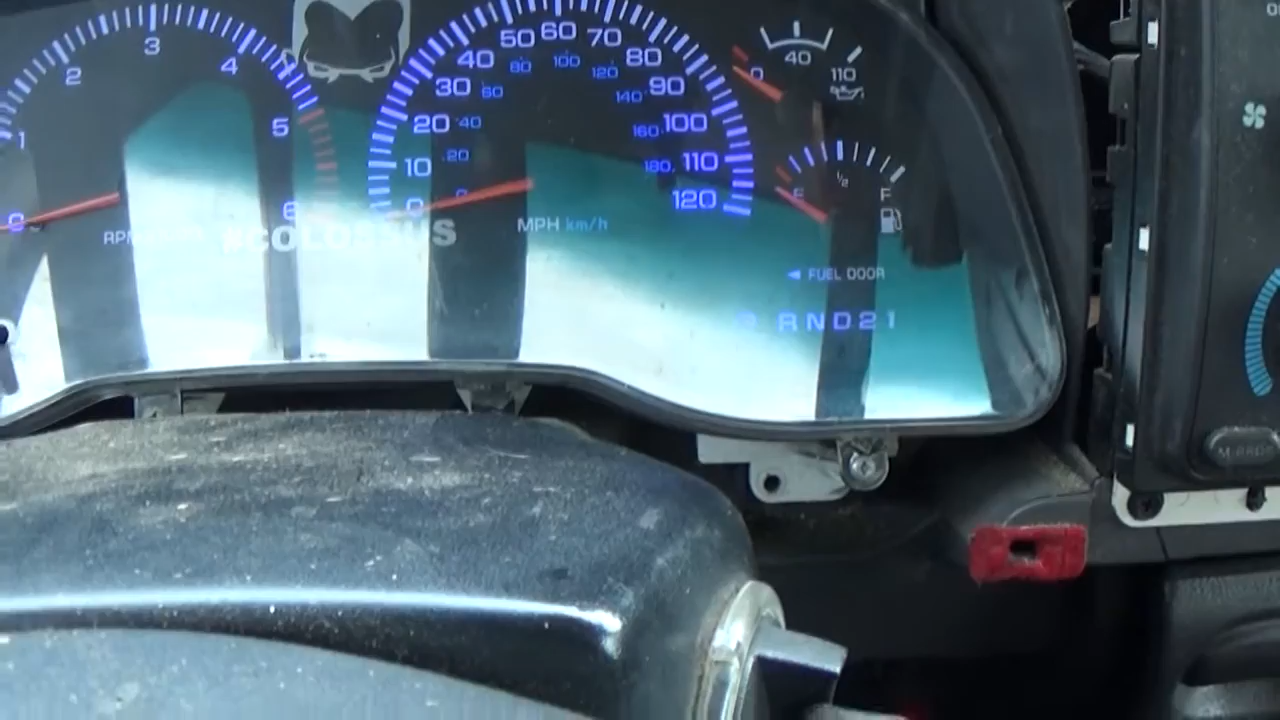 0 1 2 3 4 5 6
RPM
#COLOSSUS
0 10 20 30 40 50 60 70 80 90 100 110 120
20 40 60 80 100 120 140 160 180
MPH km/h
0 40 110
E 1/2 F
◄ FUEL DOOR
P RND21